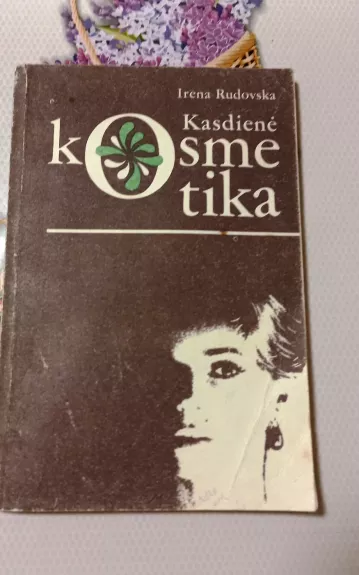 Irena Rudovska
Kasdienė
kOsme
tika